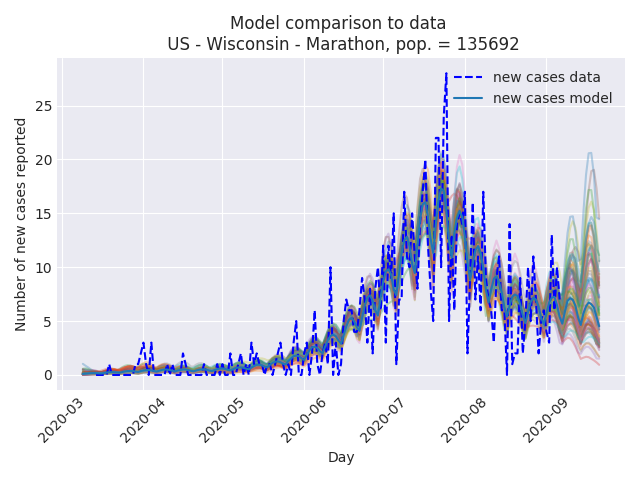 Model comparison to data
US - Wisconsin - Marathon, pop. = 135692
new cases data
new cases model
Number of new cases reported
25
20
15
10
5
0
2020-03
2020-04
2020-05
2020-06
2020-07
2020-08
2020-09
Day